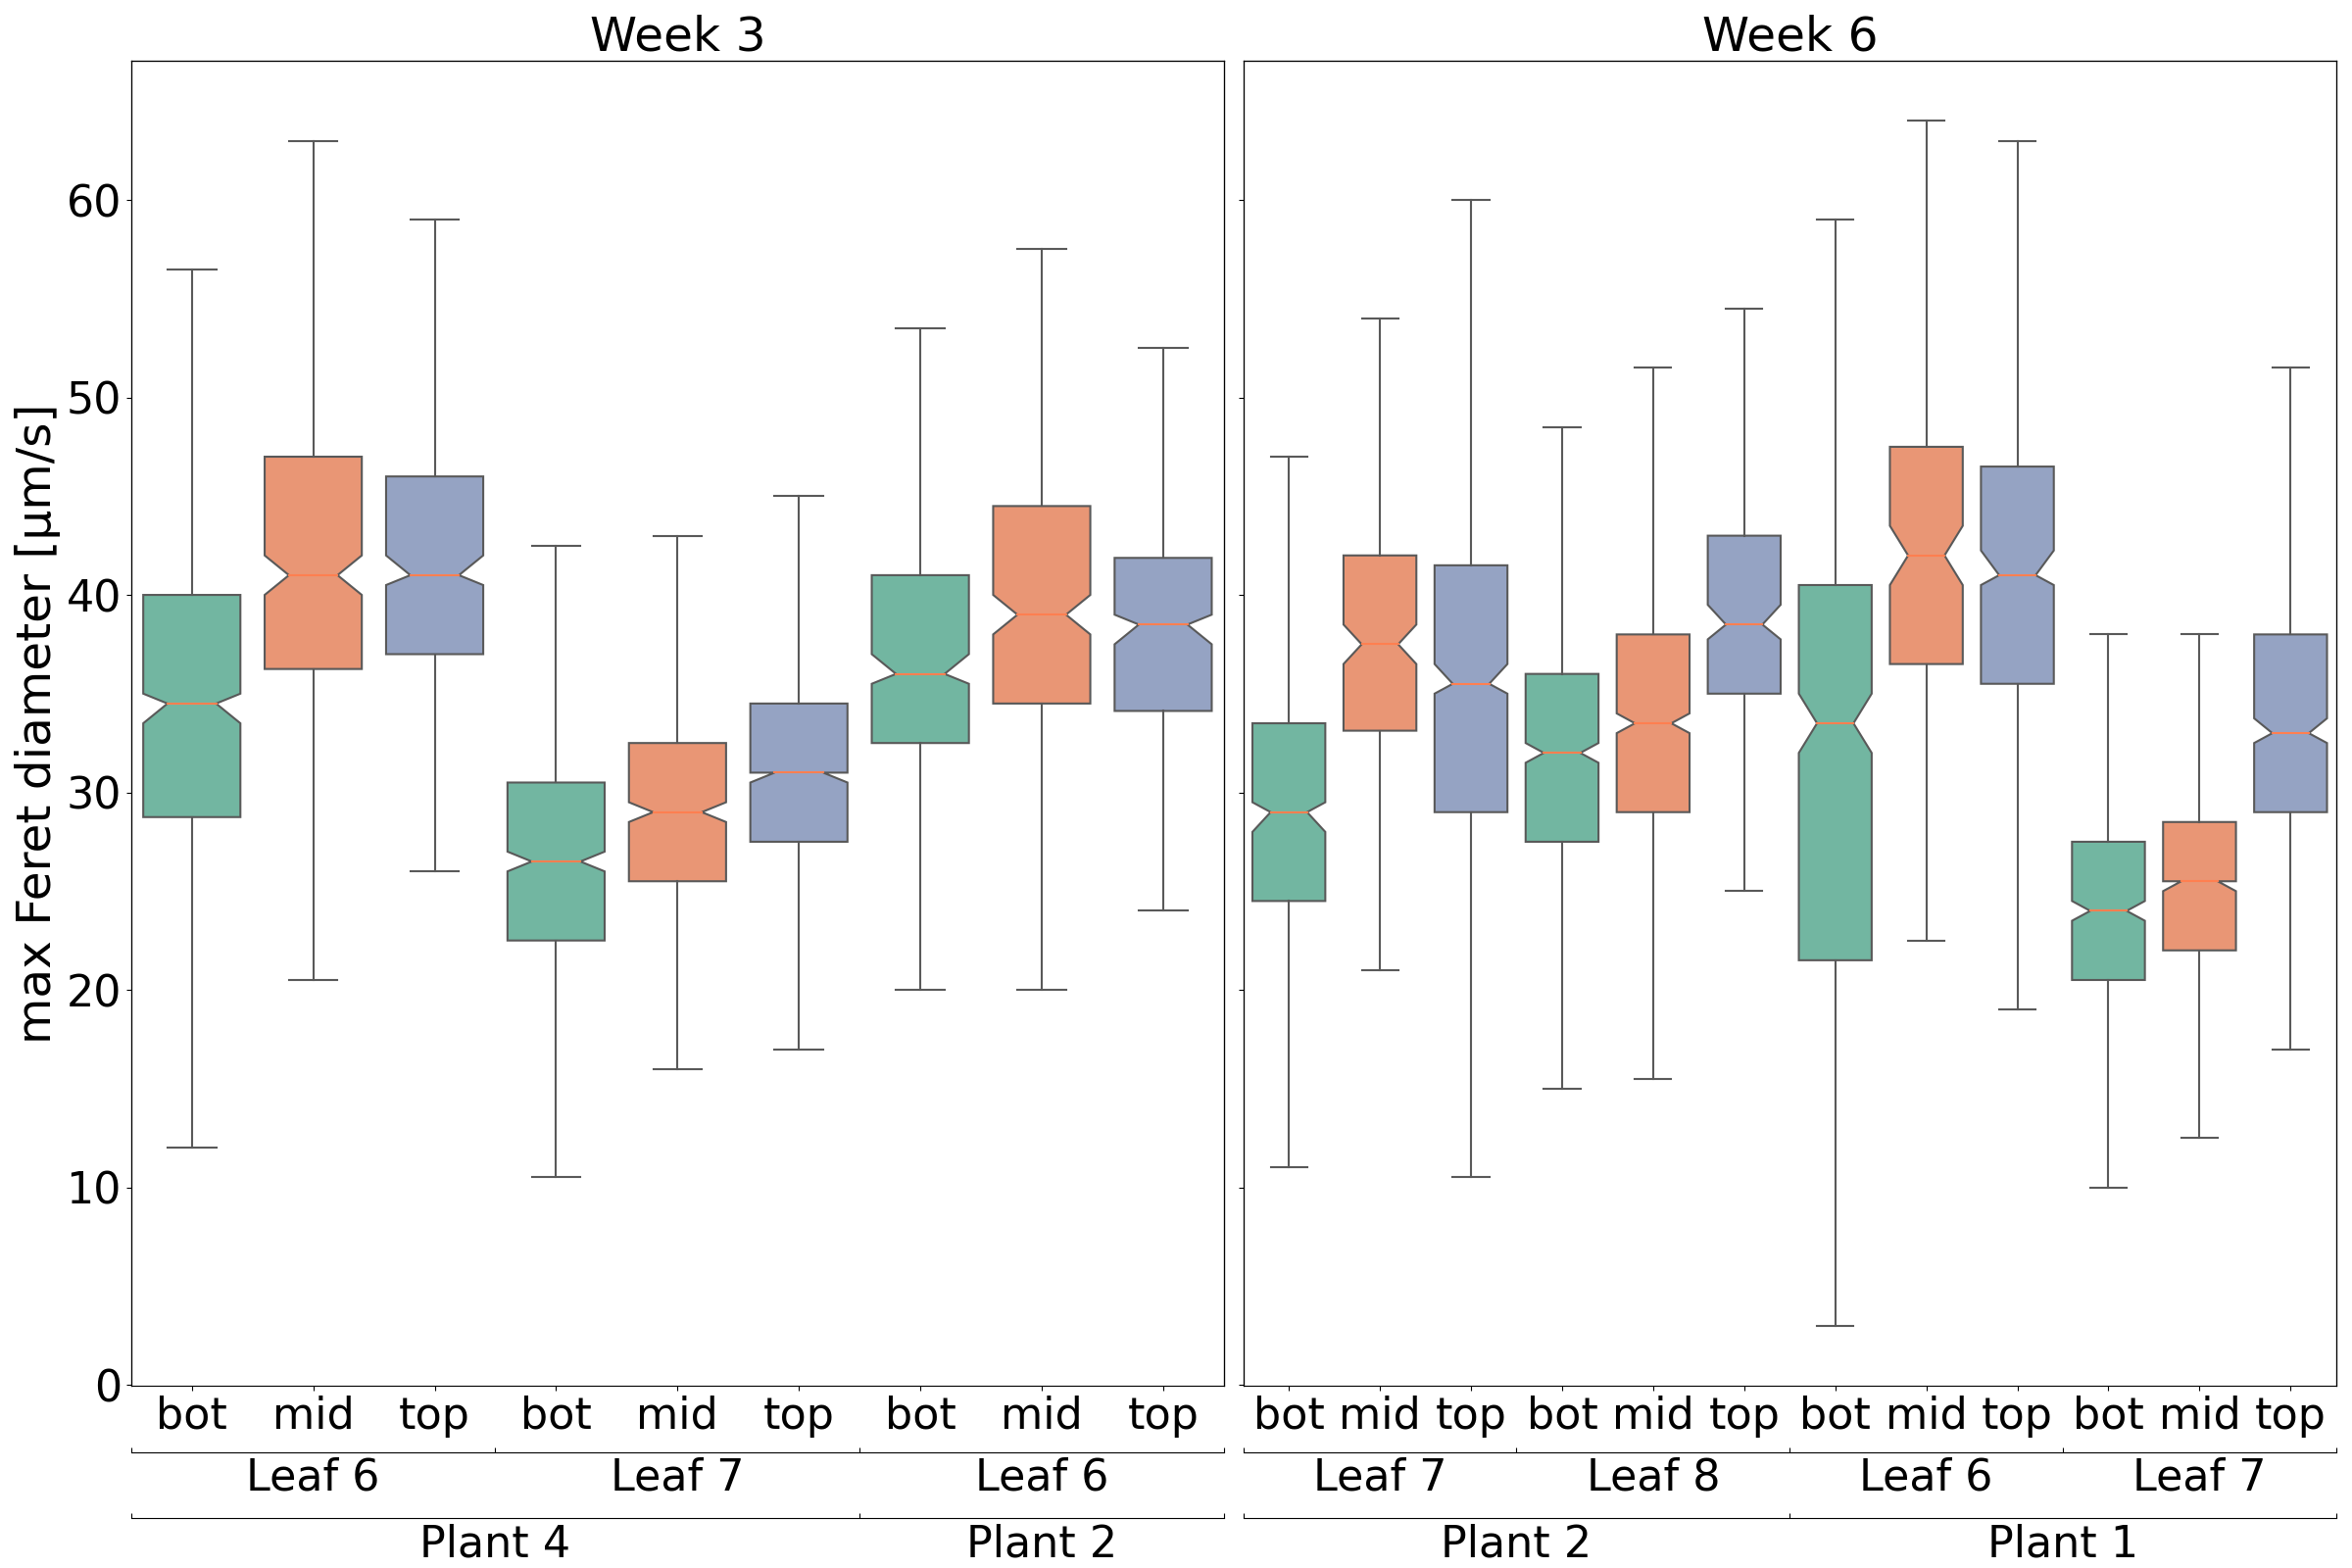 Week 3
Week 6
max Feret diameter [µm/s]
60
50
40
30
20
10
0
bot mid top bot mid top bot mid top
bot mid top bot mid top bot mid top bot mid top
Leaf 6 Leaf 7 Leaf 6
Leaf 7 Leaf 8 Leaf 6 Leaf 7
Plant 4 Plant 2
Plant 2 Plant 1